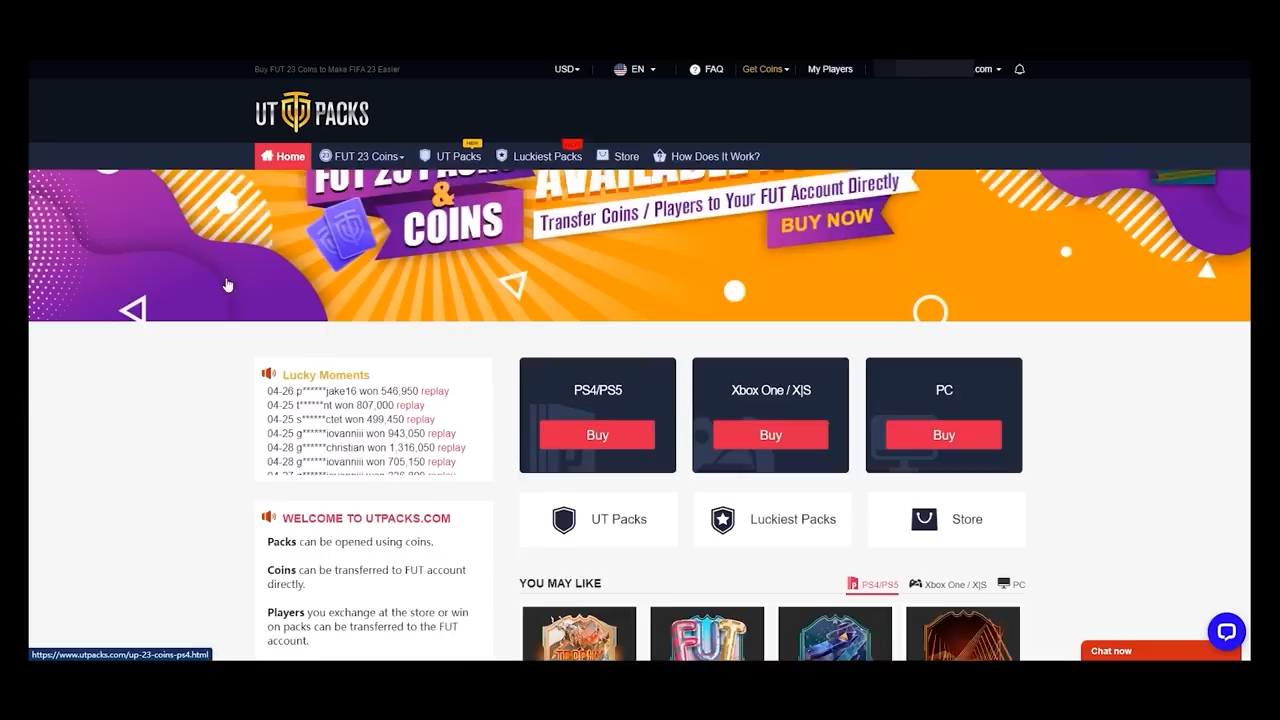 Buy FUT 23 Coins to Make FIFA 23 Easier
USD
EN
FAQ
Get Coins
My Players
com
UT PACKS
NEW
HOT
Home
FUT 23 Coins
UT Packs
Luckiest Packs
Store
How Does It Work?
FUT 23 PACKS
& COINS
AVAILABLE
Transfer Coins / Players to Your FUT Account Directly
BUY NOW
Lucky Moments
04-26 p******jake16 won 546,950 replay
04-25 t******nt won 807,000 replay
04-25 s******ctet won 499,450 replay
04-25 g******iovanniii won 943,050 replay
04-28 g******christian won 1,316,050 replay
04-28 g******iovanniii won 705,150 replay
PS4/PS5
Buy
Xbox One / X|S
Buy
PC
Buy
UT Packs
Luckiest Packs
Store
WELCOME TO UTPACKS.COM
Packs can be opened using coins.
Coins can be transferred to FUT account
directly.
Players you exchange at the store or win
on packs can be transferred to the FUT
account.
YOU MAY LIKE
PS4/PS5
Xbox One / X|S
PC
FUT
Chat now
https://www.utpacks.com/up-23-coins-ps4.html